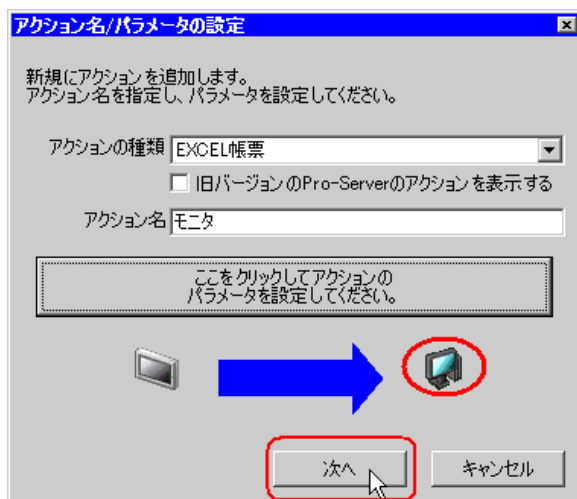 アクション名/パラメータの設定
新規にアクションを追加します。
アクション名を指定し、パラメータを設定してください。
アクションの種類 EXCEL帳票
旧バージョンのPro-Serverのアクションを表示する
アクション名 モニタ
ここをクリックしてアクションの
パラメータを設定してください。
次へ キャンセル